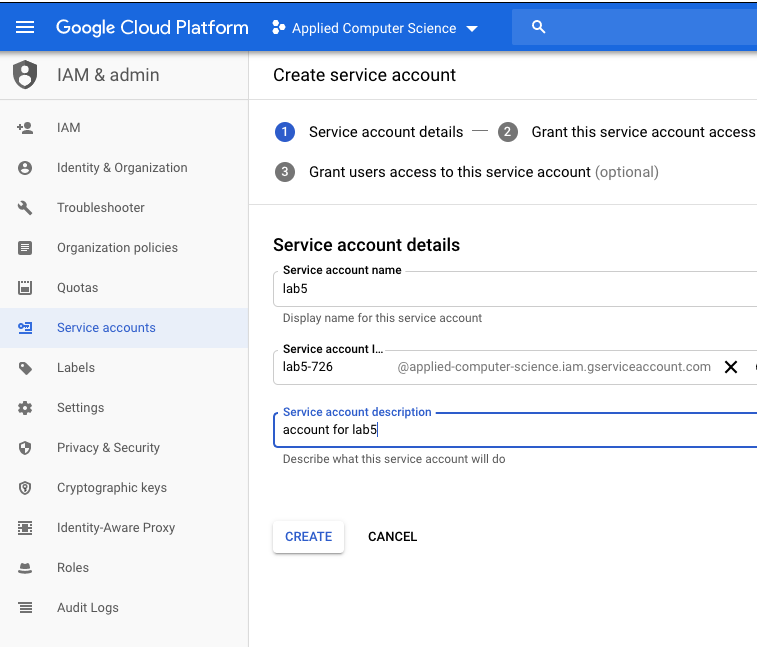 Google Cloud Platform Applied Computer Science
IAM & admin
Create service account
1 Service account details 2 Grant this service account access
3 Grant users access to this service account (optional)
IAM
Identity & Organization
Troubleshooter
Organization policies
Quotas
Service accounts
Labels
Settings
Privacy & Security
Cryptographic keys
Identity-Aware Proxy
Roles
Audit Logs
Service account details
Service account name
lab5
Display name for this service account
Service account I...
lab5-726 @applied-computer-science.iam.gserviceaccount.com
Service account description
account for lab5
Describe what this service account will do
CREATE CANCEL